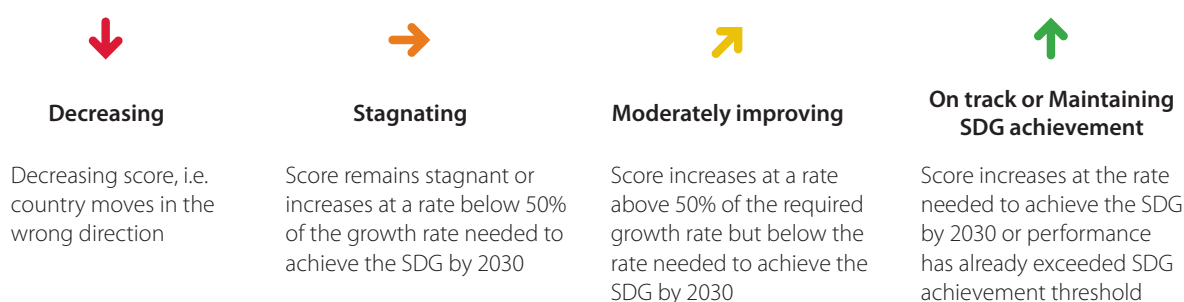 Decreasing
Decreasing score, i.e.
country moves in the
wrong direction
Stagnating
Score remains stagnant or
increases at a rate below 50%
of the growth rate needed to
achieve the SDG by 2030
Moderately improving
Score increases at a rate
above 50% of the required
growth rate but below the
rate needed to achieve the
SDG by 2030
On track or Maintaining
SDG achievement
Score increases at the rate
needed to achieve the SDG
by 2030 or performance
has already exceeded SDG
achievement threshold